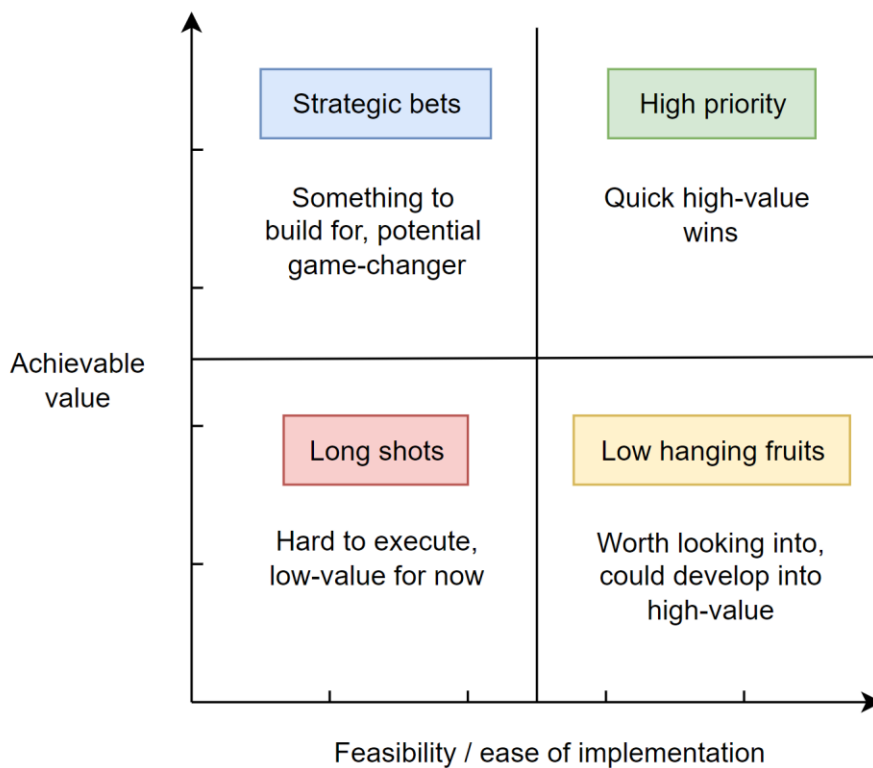 Strategic bets
High priority
Something to
build for, potential
game-changer
Quick high-value
wins
Achievable
value
Long shots
Low hanging fruits
Hard to execute,
low-value for now
Worth looking into,
could develop into
high-value
Feasibility / ease of implementation